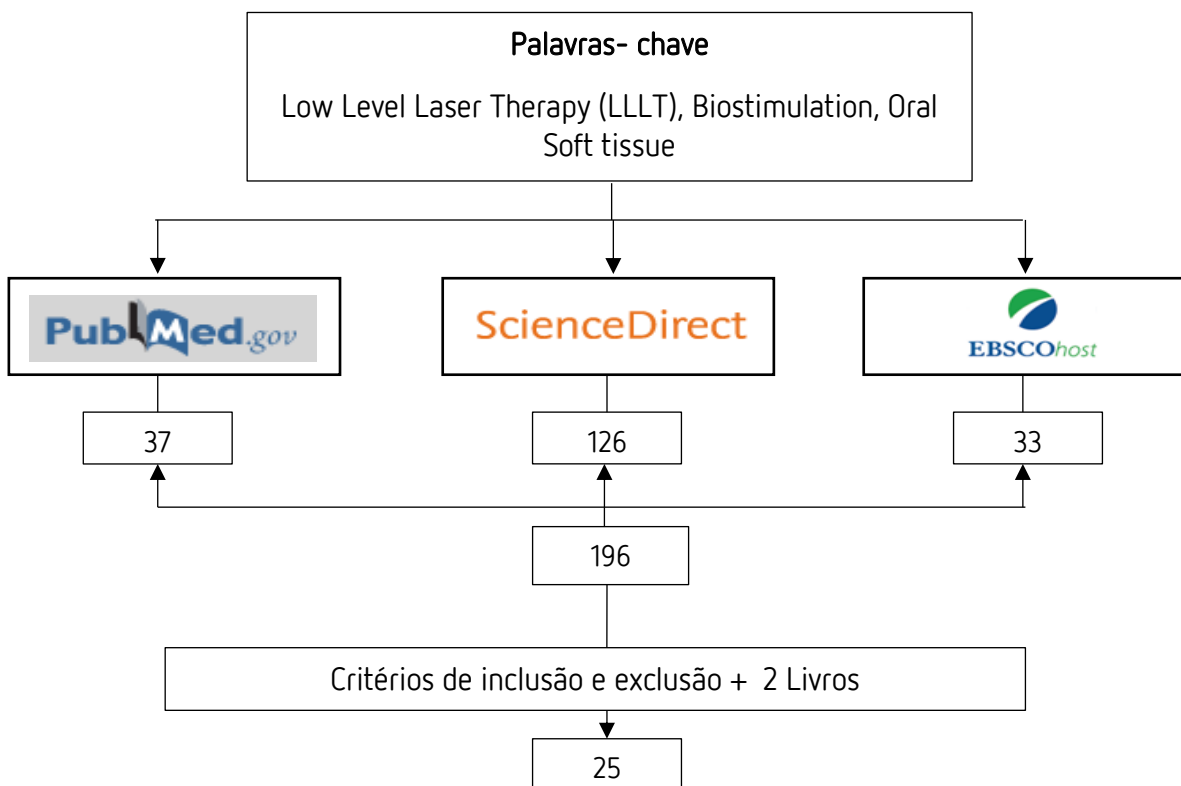 Palavras- chave
Low Level Laser Therapy (LLLT), Biostimulation, Oral
Soft tissue
PubMed.gov
ScienceDirect
EBSCOhost
37
126
33
196
Critérios de inclusão e exclusão + 2 Livros
25